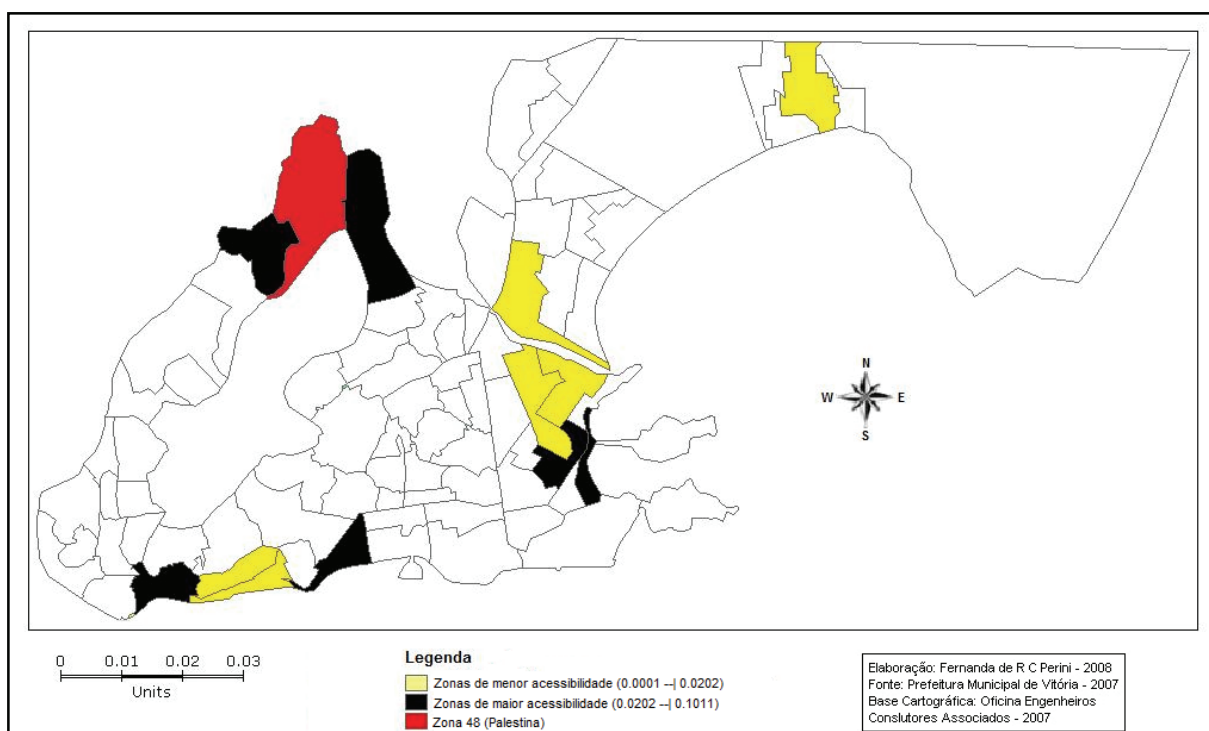 N
W E
S
0 0.01 0.02 0.03
Units
Legenda
Zonas de menor acessibilidade (0.0001 --| 0.0202)
Zonas de maior acessibilidade (0.0202 --| 0.1011)
Zona 48 (Palestina)
Elaboração: Fernanda de R C Perini - 2008
Fonte: Prefeitura Municipal de Vitória - 2007
Base Cartográfica: Oficina Engenheiros
Conslutores Associados - 2007